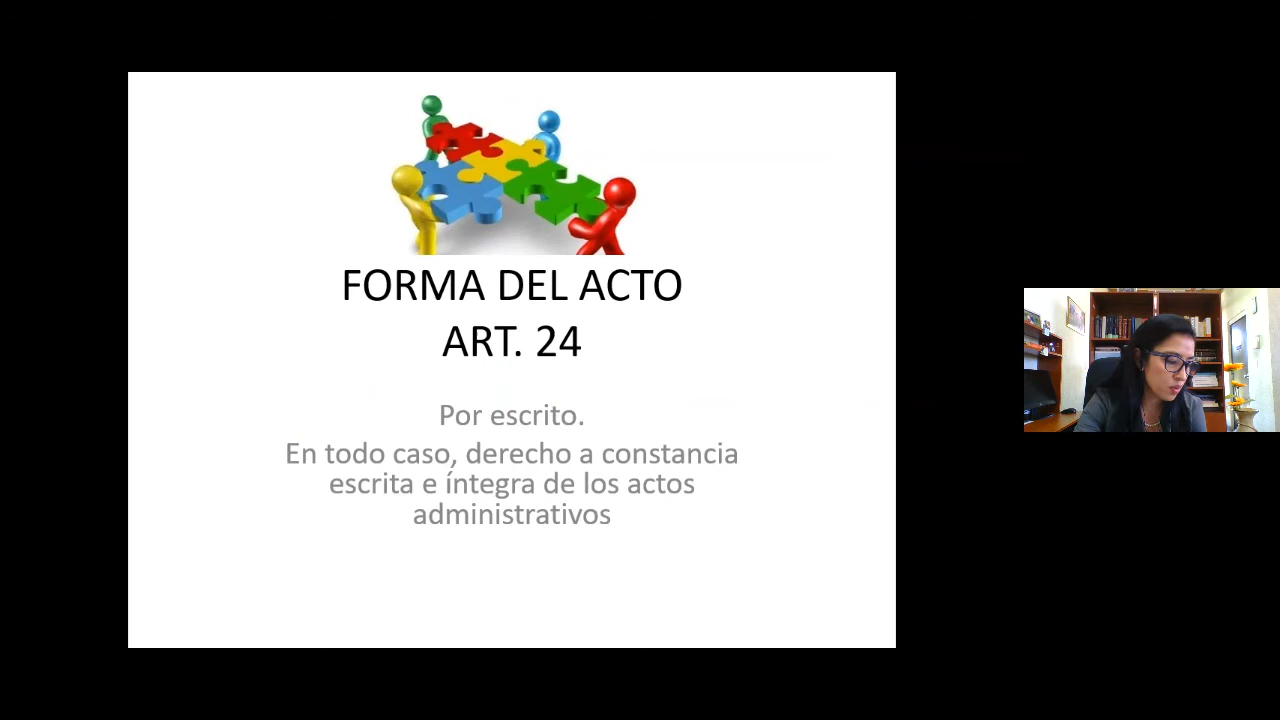 FORMA DEL ACTO
ART. 24
Por escrito.
En todo caso, derecho a constancia
escrita e íntegra de los actos
administrativos